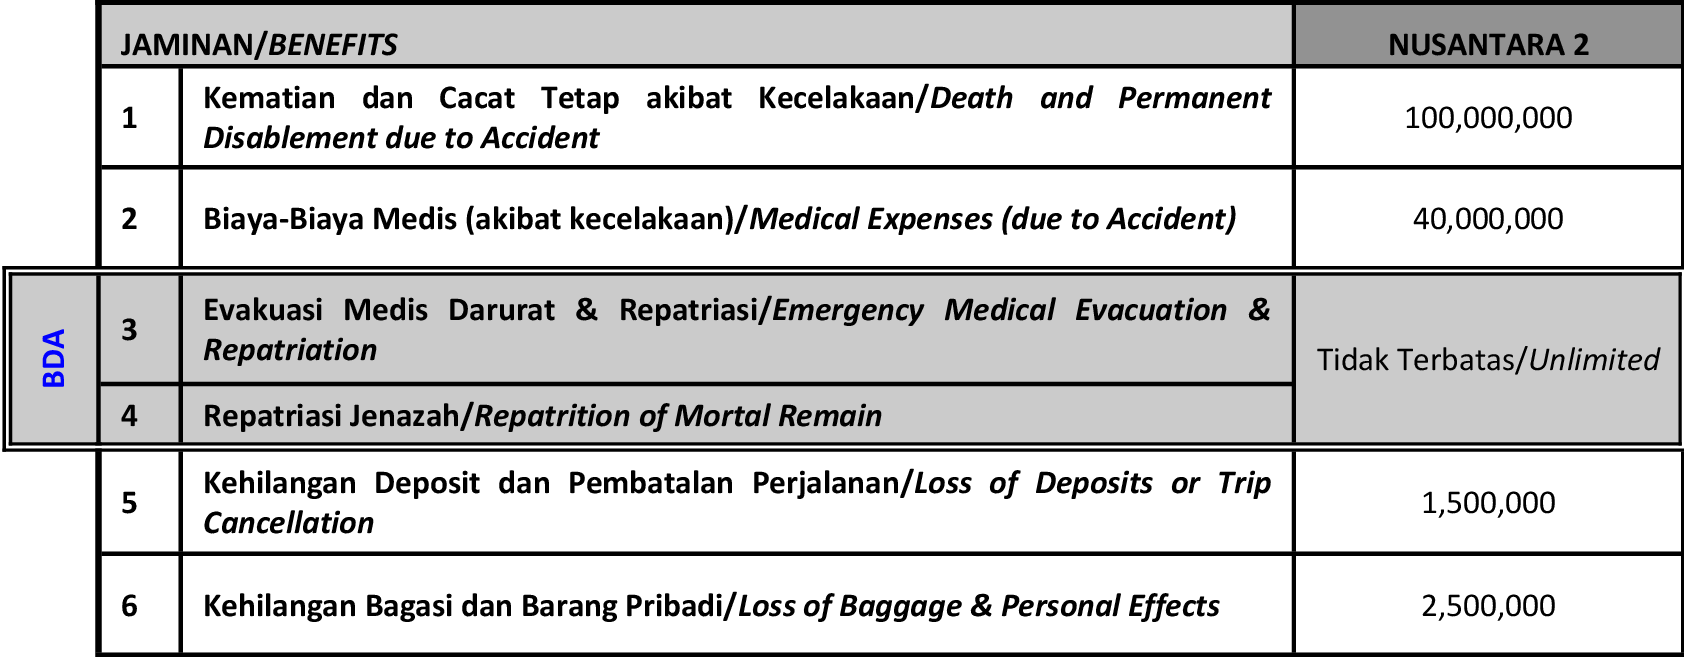 JAMINAN/BENEFITS NUSANTARA 2
1 Kematian dan Cacat Tetap akibat Kecelakaan/Death and Permanent
Disablement due to Accident 100,000,000
2 Biaya-Biaya Medis (akibat kecelakaan)/Medical Expenses (due to Accident) 40,000,000
BDA
3 Evakuasi Medis Darurat & Repatriasi/Emergency Medical Evacuation &
Repatriation
Tidak Terbatas/Unlimited
4 Repatriasi Jenazah/Repatrition of Mortal Remain
5 Kehilangan Deposit dan Pembatalan Perjalanan/Loss of Deposits or Trip
Cancellation 1,500,000
6 Kehilangan Bagasi dan Barang Pribadi/Loss of Baggage & Personal Effects 2,500,000